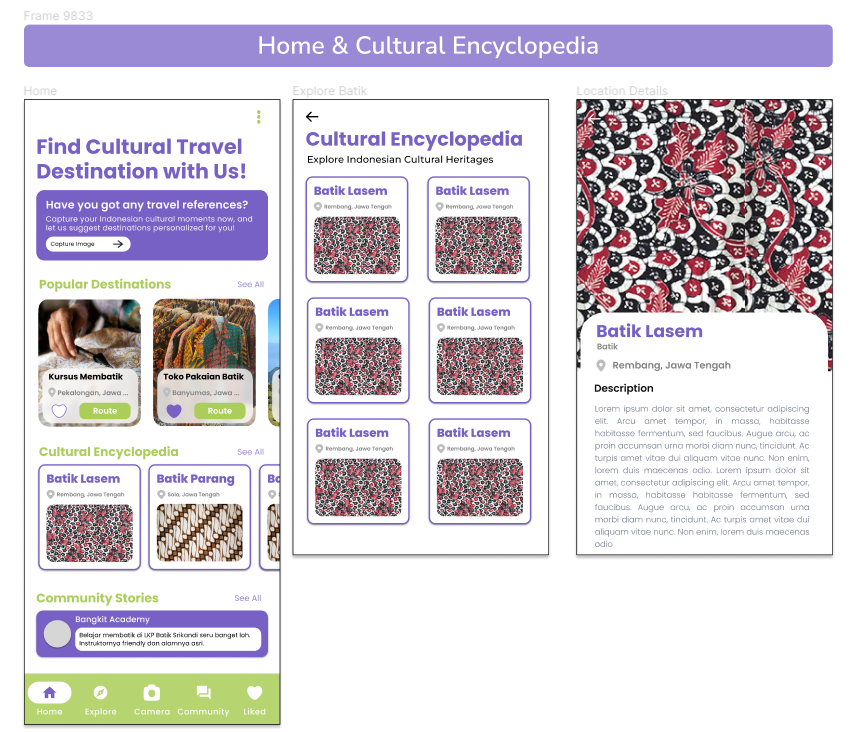 Frame 9833
Home & Cultural Encyclopedia
Home
Find Cultural Travel
Destination with Us!
Have you got any travel references?
Capture your Indonesian cultural moments now, and
let us suggest destinations personalized for you!
Capture Image
Popular Destinations
See All
Kursus Membatik
Pekalongan, Jawa ...
Route
Toko Pakaian Batik
Banyumas, Jawa ...
Route
Cultural Encyclopedia
See All
Batik Lasem
Rembang, Jawa Tengah
Batik Parang
Solo, Jawa Tengah
Community Stories
See All
Bangkit Academy
Belajar membatik di LKP Batik Srikandi seru banget loh.
Instruktornya friendly dan alamnya asri.
Home
Explore
Camera
Community
Liked
Explore Batik
Cultural Encyclopedia
Explore Indonesian Cultural Heritages
Batik Lasem
Rembang, Jawa Tengah
Batik Lasem
Rembang, Jawa Tengah
Batik Lasem
Rembang, Jawa Tengah
Batik Lasem
Rembang, Jawa Tengah
Batik Lasem
Rembang, Jawa Tengah
Batik Lasem
Rembang, Jawa Tengah
Location Details
Batik Lasem
Batik
Rembang, Jawa Tengah
Description
Lorem ipsum dolor sit amet, consectetur adipiscing
elit. Arcu amet tempor, in massa, habitasse
habitasse fermentum, sed faucibus. Augue arcu, ac
proin accumsan urna morbi diam nunc, tincidunt. Ac
turpis amet vitae dui aliquam vitae nunc. Non enim,
lorem duis maecenas odio. Lorem ipsum dolor sit
amet, consectetur adipiscing elit. Arcu amet tempor,
in massa, habitasse habitasse fermentum, sed
faucibus. Augue arcu, ac proin accumsan urna
morbi diam nunc, tincidunt. Ac turpis amet vitae dui
aliquam vitae nunc. Non enim, lorem duis maecenas
odio